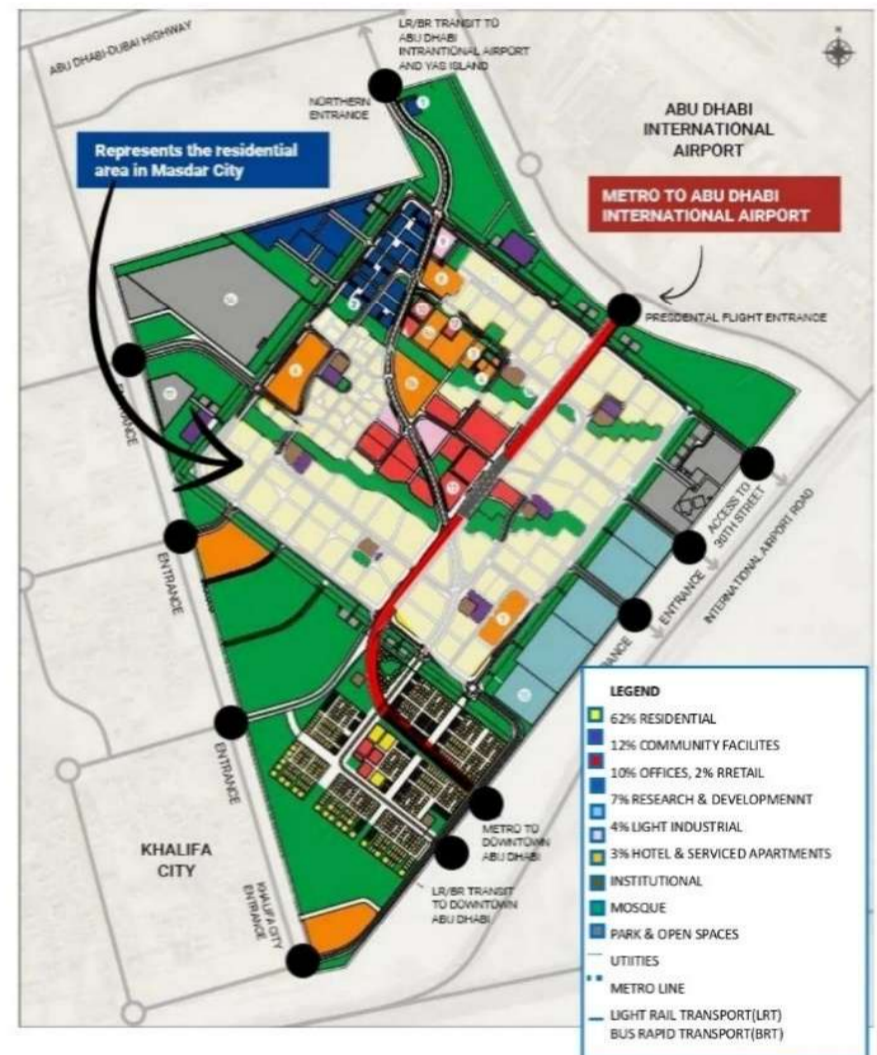 LR/BR TRANSIT TO
ABU DHABI
INTRANTIONAL AIRPORT
AND YAS ISLAND
ABU DHABI-DUBAI HIGHWAY
NORTHERN
ENTRANCE
N
ABU DHABI
INTERNATIONAL
AIRPORT
Represents the residential
area in Masdar City
METRO TO ABU DHABI
INTERNATIONAL AIRPORT
PRESDENTAL FLIGHT ENTRANCE
ENTRANCE
ENTRANCE
ENTRANCE
KHALIFA CITY
ENTRANCE
KHALIFA
CITY
ACCESS TO
30TH STREET
ENTRANCE
RANCE
INTERNATIONAL AIRPORT ROAD
METRO TO
DOWNTOWN
ABU DHABI
LR/BR TRANSIT
TO DOWNTOWN
ABU DHABI
LEGEND
62% RESIDENTIAL
12% COMMUNITY FACILITES
10% OFFICES, 2% RRETAIL
7% RESEARCH & DEVELOPMENNT
4% LIGHT INDUSTRIAL
3% HOTEL & SERVICED APARTMENTS
INSTITUTIONAL
MOSQUE
PARK & OPEN SPACES
UTIITIES
METRO LINE
LIGHT RAIL TRANSPORT(LRT)
BUS RAPID TRANSPORT(BRT)